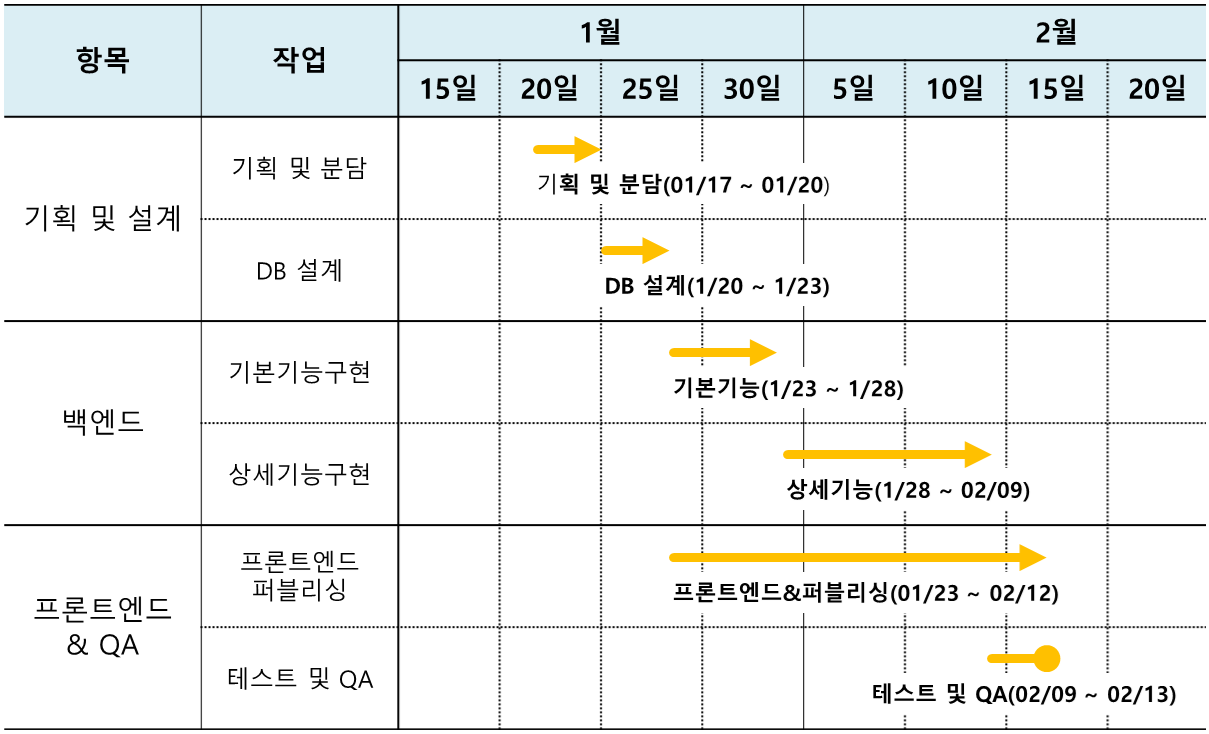 항목 작업 1월 2월
15일 20일 25일 30일 5일 10일 15일 20일
기획 및 설계
기획 및 분담
기획 및 분담(01/17 ~ 01/20)
DB 설계
DB 설계(1/20 ~ 1/23)
백엔드
기본기능구현
기본기능(1/23 ~ 1/28)
상세기능구현
상세기능(1/28 ~ 02/09)
프론트엔드
& QA
프론트엔드
퍼블리싱
프론트엔드&퍼블리싱(01/23 ~ 02/12)
테스트 및 QA
테스트 및 QA(02/09 ~ 02/13)